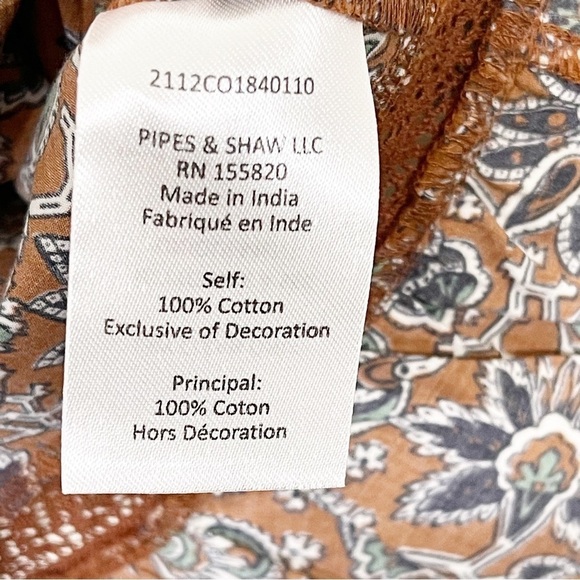 2112CO1840110
PIPES & SHAW LLC
RN 155820
Made in India
Fabriqué en Inde
Self:
100% Cotton
Exclusive of Decoration
Principal:
100% Coton
Hors Décoration